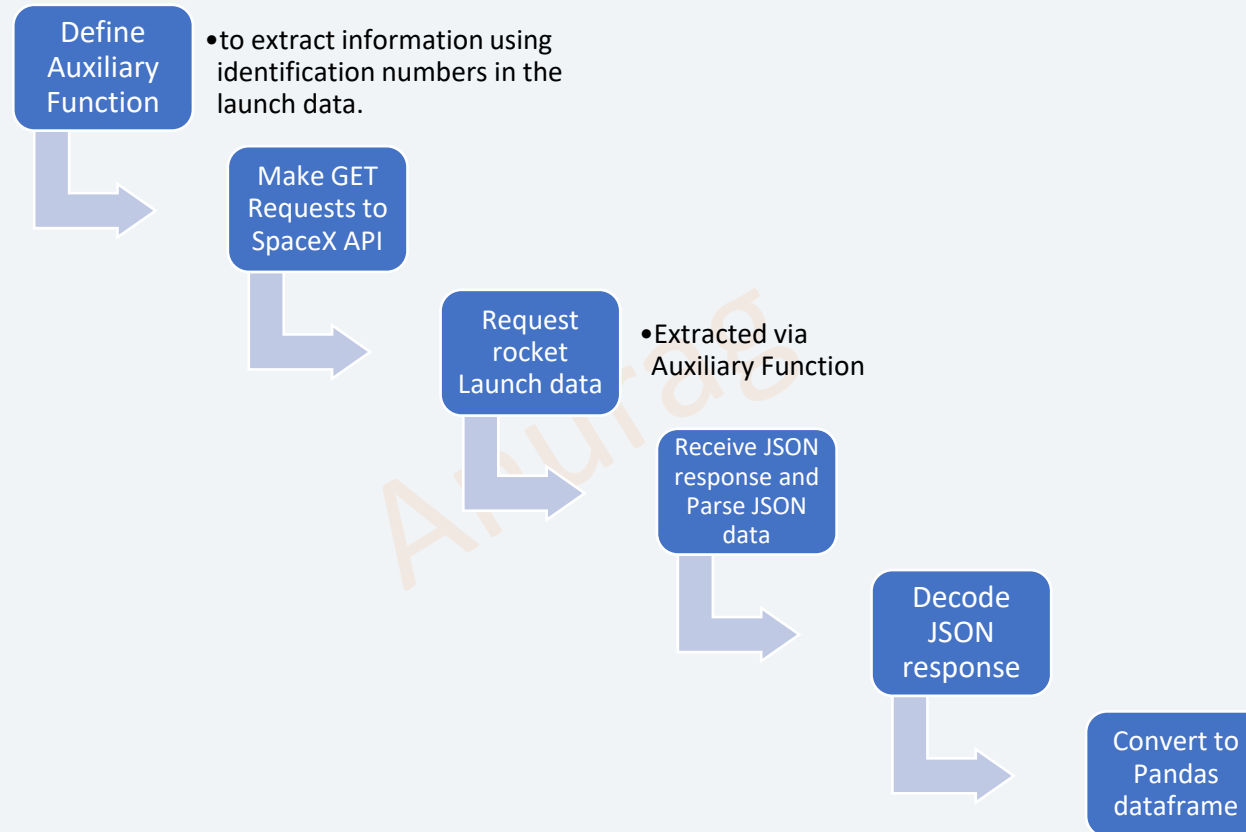 Define
Auxiliary
Function
•to extract information using
identification numbers in the
launch data.
Make GET
Requests to
SpaceX API
Request
rocket
Launch data
•Extracted via
Auxiliary Function
Receive JSON
response and
Parse JSON
data
Decode
JSON
response
Convert to
Pandas
dataframe
Anurag